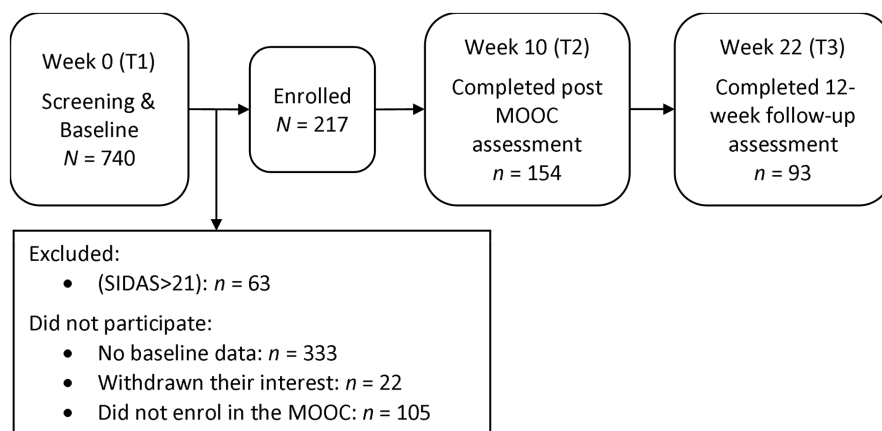 Week 0 (T1)
Screening &
Baseline
N = 740
Enrolled
N = 217
Week 10 (T2)
Completed post
MOOC
assessment
n = 154
Week 22 (T3)
Completed 12-
week follow-up
assessment
n = 93
Excluded:
• (SIDAS>21): n = 63
Did not participate:
• No baseline data: n = 333
• Withdrawn their interest: n = 22
• Did not enrol in the MOOC: n = 105